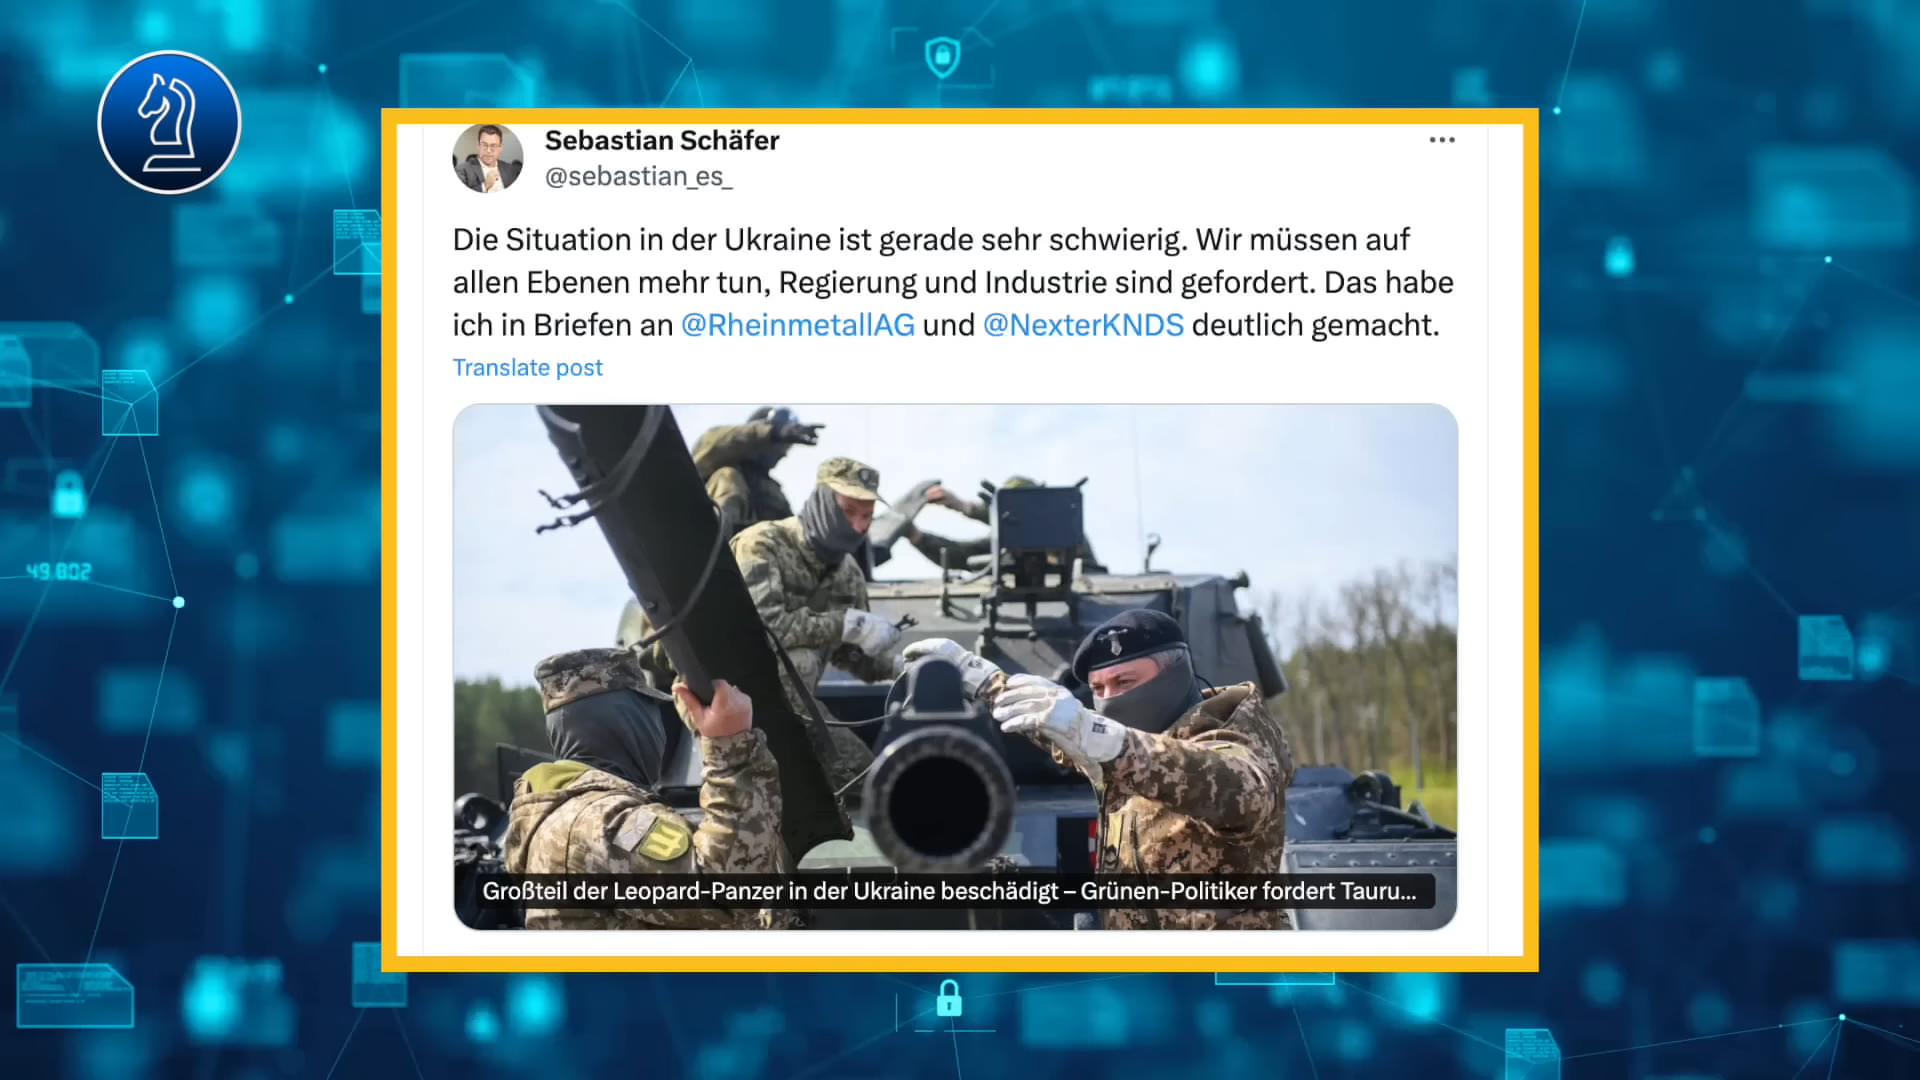 Sebastian Schäfer
@sebastian_es_
Die Situation in der Ukraine ist gerade sehr schwierig. Wir müssen auf
allen Ebenen mehr tun, Regierung und Industrie sind gefordert. Das habe
ich in Briefen an @RheinmetallAG und @NexterKNDS deutlich gemacht.
Translate post
49.802
Großteil der Leopard-Panzer in der Ukraine beschädigt – Grünen-Politiker fordert Tauru...